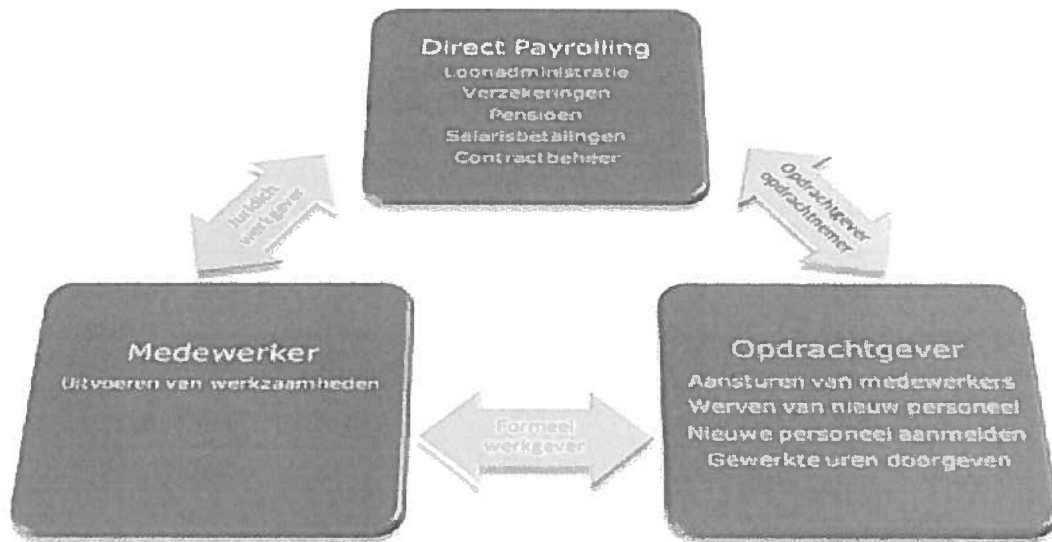 Direct Payrolling
Loonadministratie
Verzekeringen
Pensioen
Salarisbetalingen
Contractbeheer
Juridich
werkgever
Opdrachtgever
opdrachtnemer
Medewerker
Uitvoeren van werkzaamheden
Formeel
werkgever
Opdrachtgever
Aansturen van medewerkers
Werven van nieuw personeel
Nieuwe personeel aanmelden
Gewerkte uren doorgeven